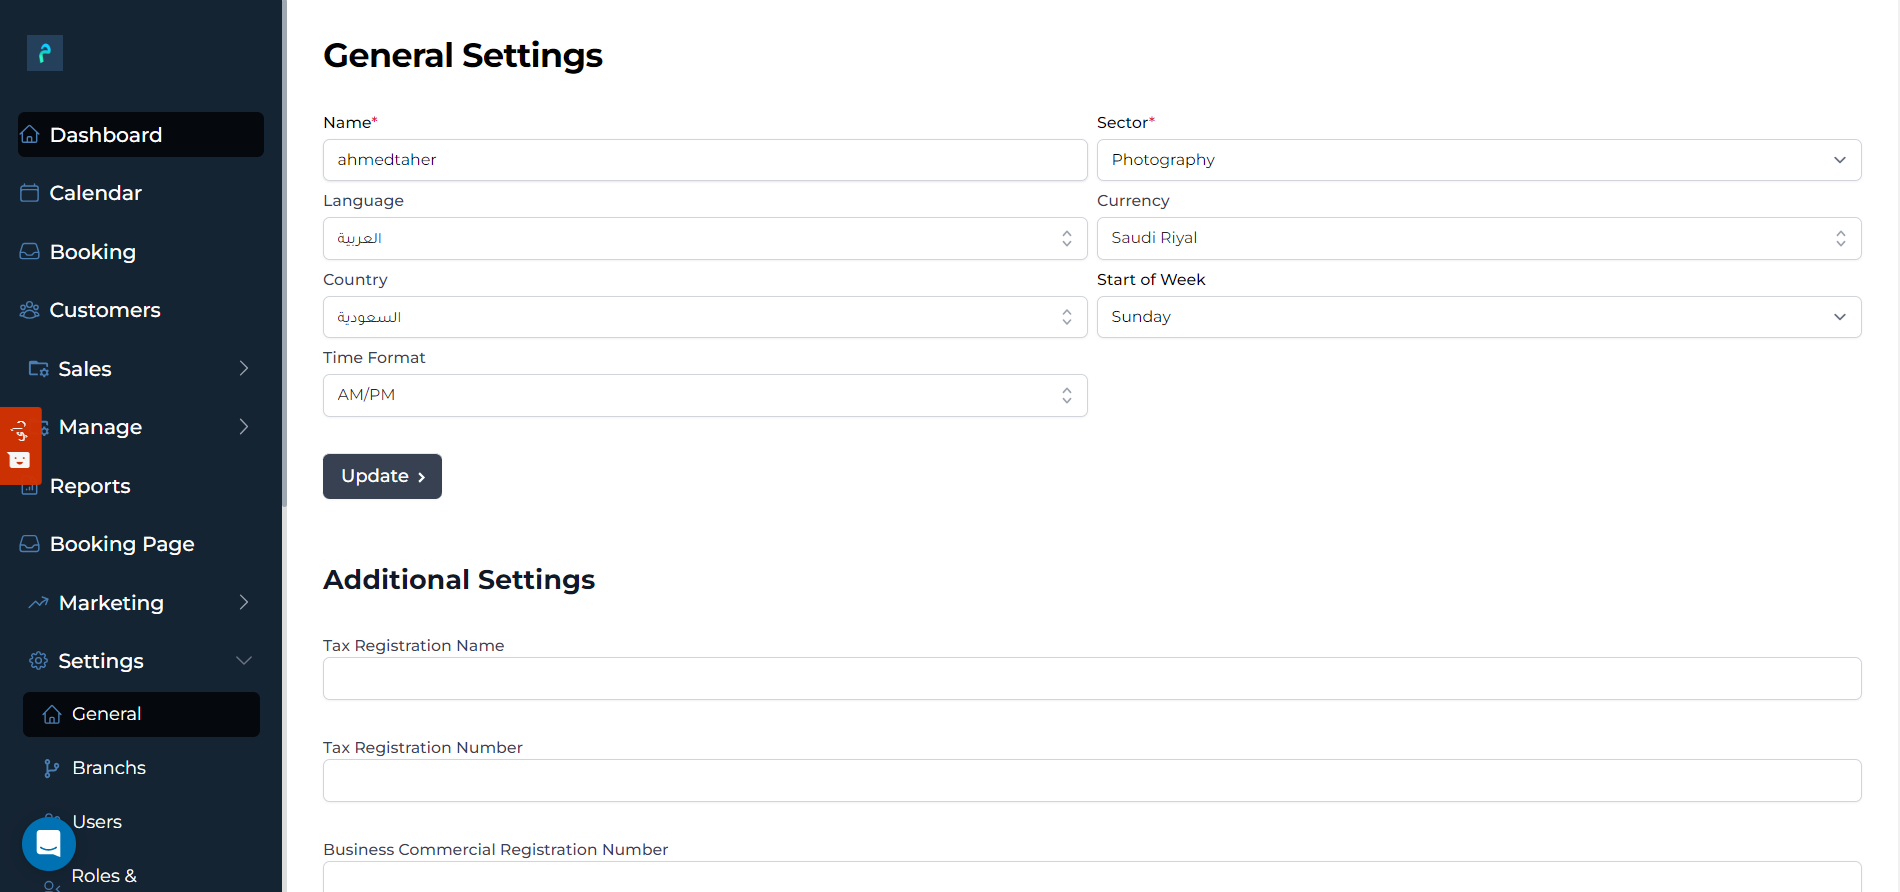 Dashboard
Calendar
Booking
Customers
Sales
Manage
Reports
Booking Page
Marketing
Settings
General
Branchs
Users
Roles &
General Settings
Name*
ahmedtaher
Sector*
Photography
Language
العربية
Currency
Saudi Riyal
Country
السعودية
Start of Week
Sunday
Time Format
AM/PM
Update
Additional Settings
Tax Registration Name
Tax Registration Number
Business Commercial Registration Number